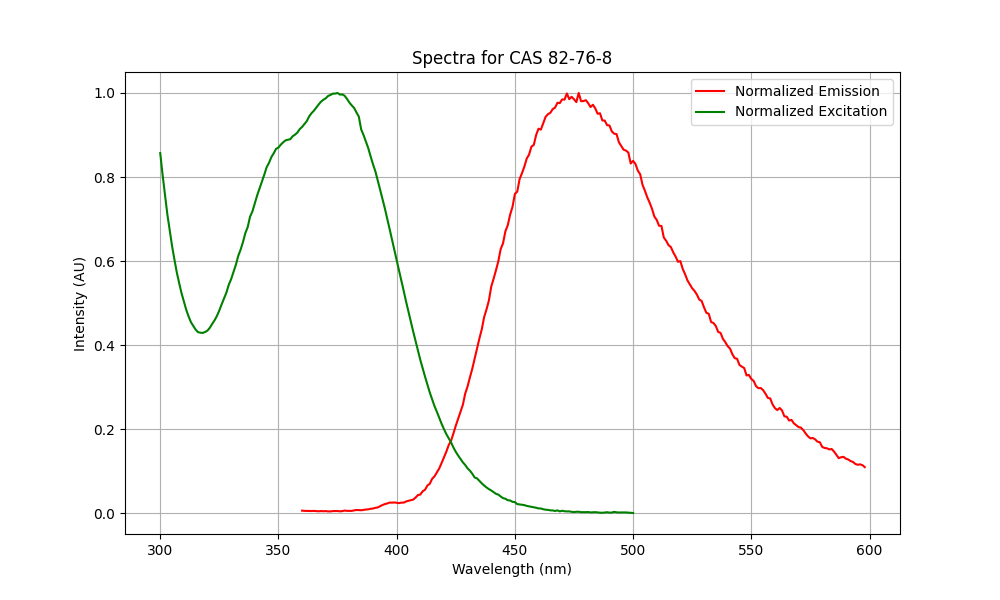 Spectra for CAS 82-76-8
Normalized Emission
Normalized Excitation
Intensity (AU)
1.0
0.8
0.6
0.4
0.2
0.0
300 350 400 450 500 550 600
Wavelength (nm)